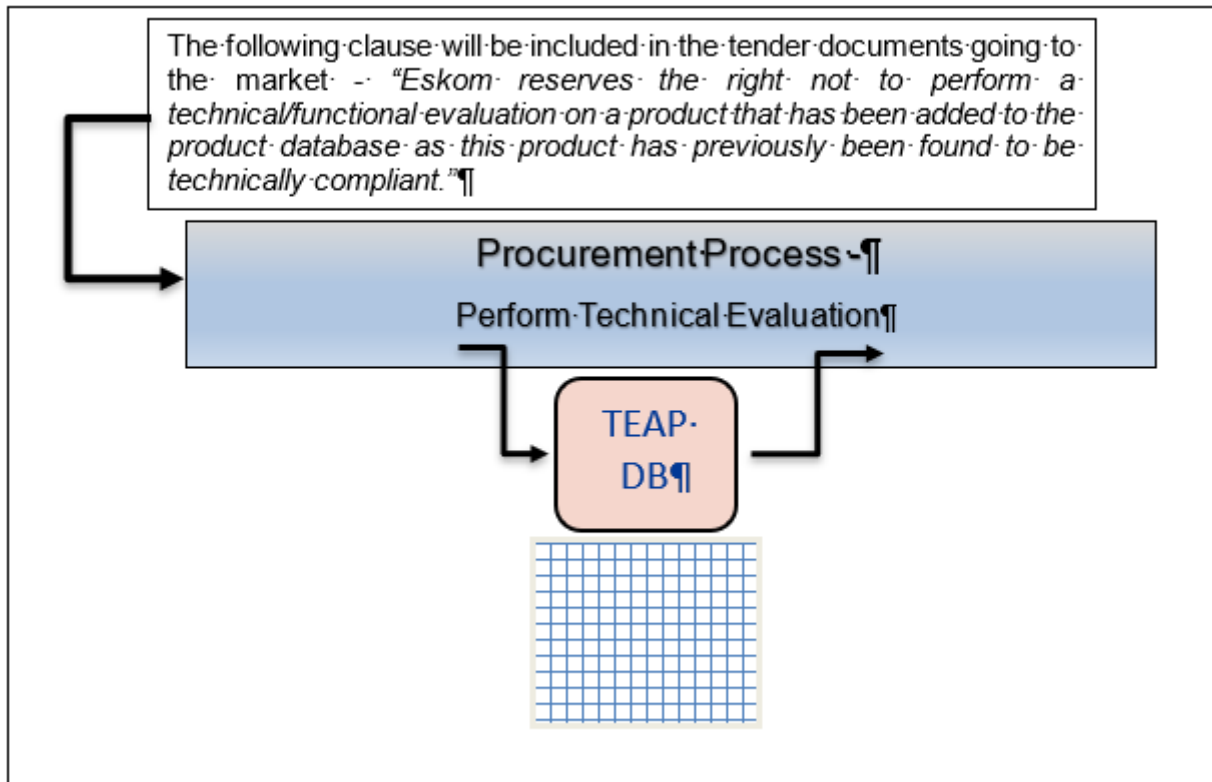 The·following·clause·will·be·included·in·the·tender·documents·going·to·
the· market· -· “Eskom· reserves· the· right· not· to· perform· a·
technical/functional·evaluation·on·a·product·that·has·been·added·to·the·
product· database· as· this· product· has· previously· been· found· to· be·
technically·compliant.”¶
Procurement·Process·-¶
Perform·Technical·Evaluation¶
TEAP·
DB¶